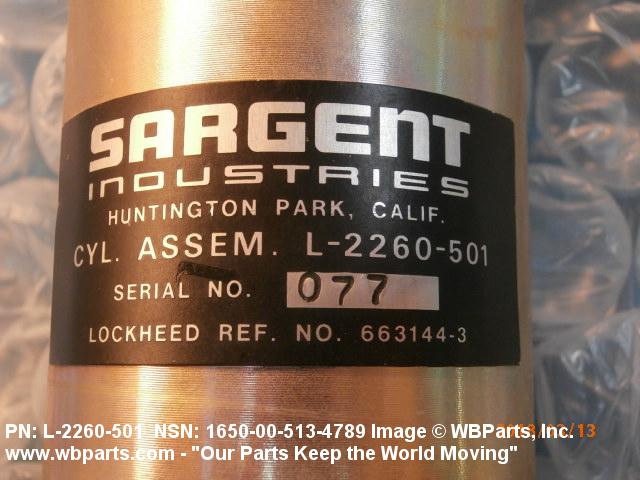 SARGENT
INDUSTRIES
HUNTINGTON PARK, CALIF.
CYL. ASSEM. L-2260-501
SERIAL NO. 077
LOCKHEED REF. NO. 663144-3
PN: L-2260-501 NSN: 1650-00-513-4789 Image © WBParts, Inc.
www.wbparts.com - "Our Parts Keep the World Moving"